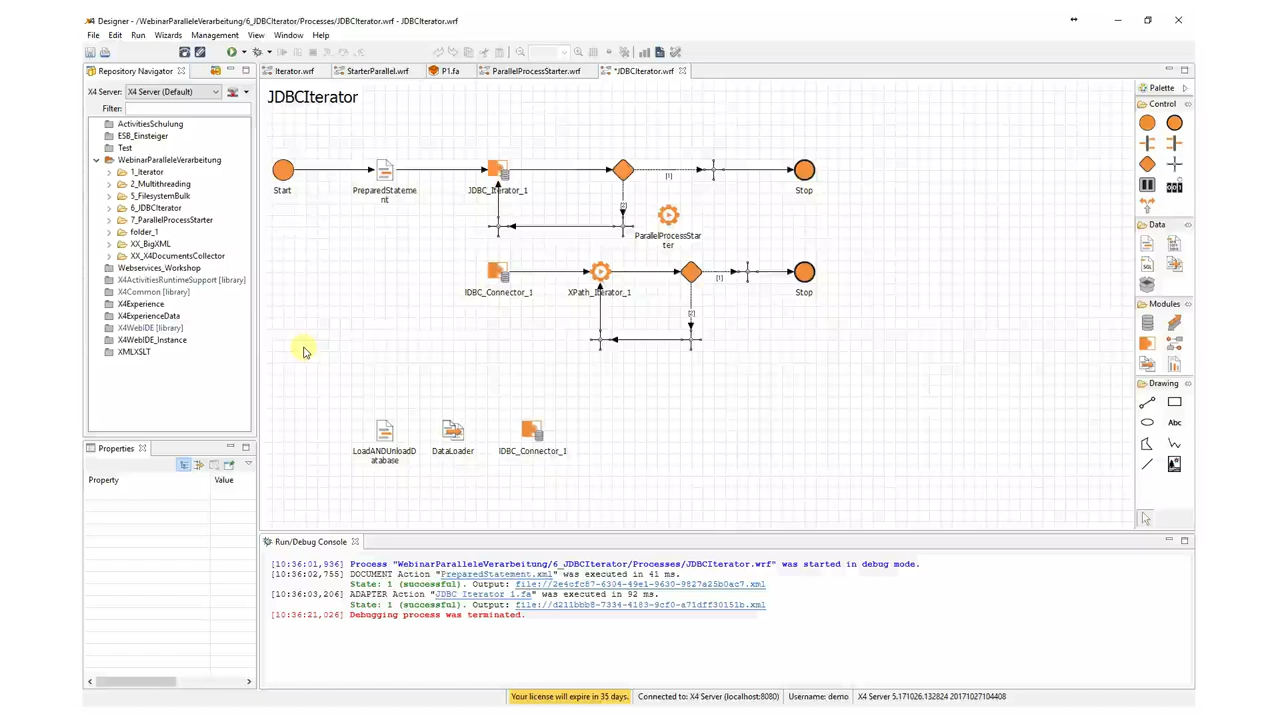 Designer - /WebinarParalleleVerarbeitung/6_JDBCIterator/Processes/JDBCIterator.wrf - JDBCIterator.wrf
File Edit Run Wizards Management View Window Help
Repository Navigator
Iterator.wrf StarterParallel.wrf P1.fa ParallelProcessStarter.wrf *JDBCIterator.wrf
X4 Server: X4 Server (Default)
Filter:
ActivitiesSchulung
ESB_Einsteiger
Test
WebinarParalleleVerarbeitung
1_Iterator
2_Multithreading
5_FilesystemBulk
6_JDBCIterator
7_ParallelProcessStarter
folder_1
XX_BigXML
XX_X4DocumentsCollector
Webservices_Workshop
X4ActivitiesRuntimeSupport [library]
X4Common [library]
X4Experience
X4ExperienceData
X4WebIDE [library]
X4WebIDE_Instance
XMLXSLT
Properties
Property Value
JDBCIterator
Start
PreparedStateme
nt
JDBC_Iterator_1
[1]
[2]
Stop
ParallelProcessStar
ter
JDBC_Connector_1
XPath_Iterator_1
[1]
[2]
Stop
LoadANDUnloadD
atabase
DataLoader
JDBC_Connector_1
Palette
Control
Data
Modules
Drawing
Abc
Run/Debug Console
[10:36:01,936] Process "WebinarParalleleVerarbeitung/6_JDBCIterator/Processes/JDBCIterator.wrf" was started in debug mode.
[10:36:02,755] DOCUMENT Action "PreparedStatement.xml" was executed in 41 ms.
State: 1 (successful). Output: file://2e4cfc87-6304-49e1-9630-9827a25b0ac7.xml
[10:36:03,206] ADAPTER Action "JDBC Iterator 1.fa" was executed in 92 ms.
State: 1 (successful). Output: file://d211bbb8-7334-4183-9cf0-a71dff30151b.xml
[10:36:21,026] Debugging process was terminated.
Your license will expire in 35 days. Connected to: X4 Server (localhost:8080) Username: demo X4 Server 5.171026.132824 20171027104408